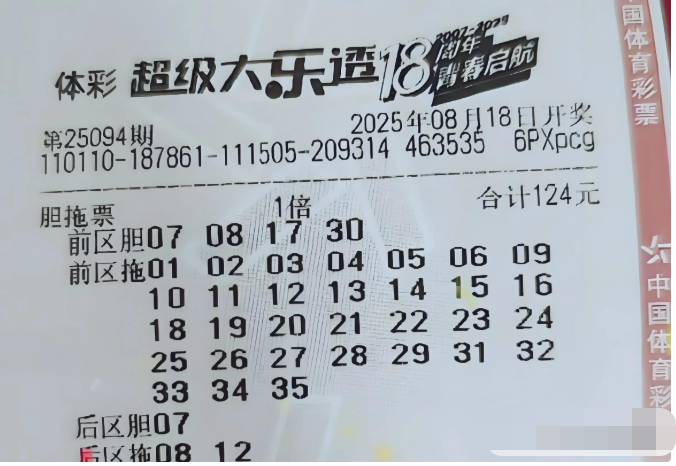 体彩 超级大乐透 18周年 2007-2025 青春启航
第25094期 2025年08月18日开奖
110110-187861-111505-209314 463535 6PXpcg
胆拖票 1倍 合计124元
前区胆07 08 17 30
前区拖01 02 03 04 05 06 09
10 11 12 13 14 15 16
18 19 20 21 22 23 24
25 26 27 28 29 31 32
33 34 35
后区胆07
后区拖08 12
国体育彩票
中国体育彩